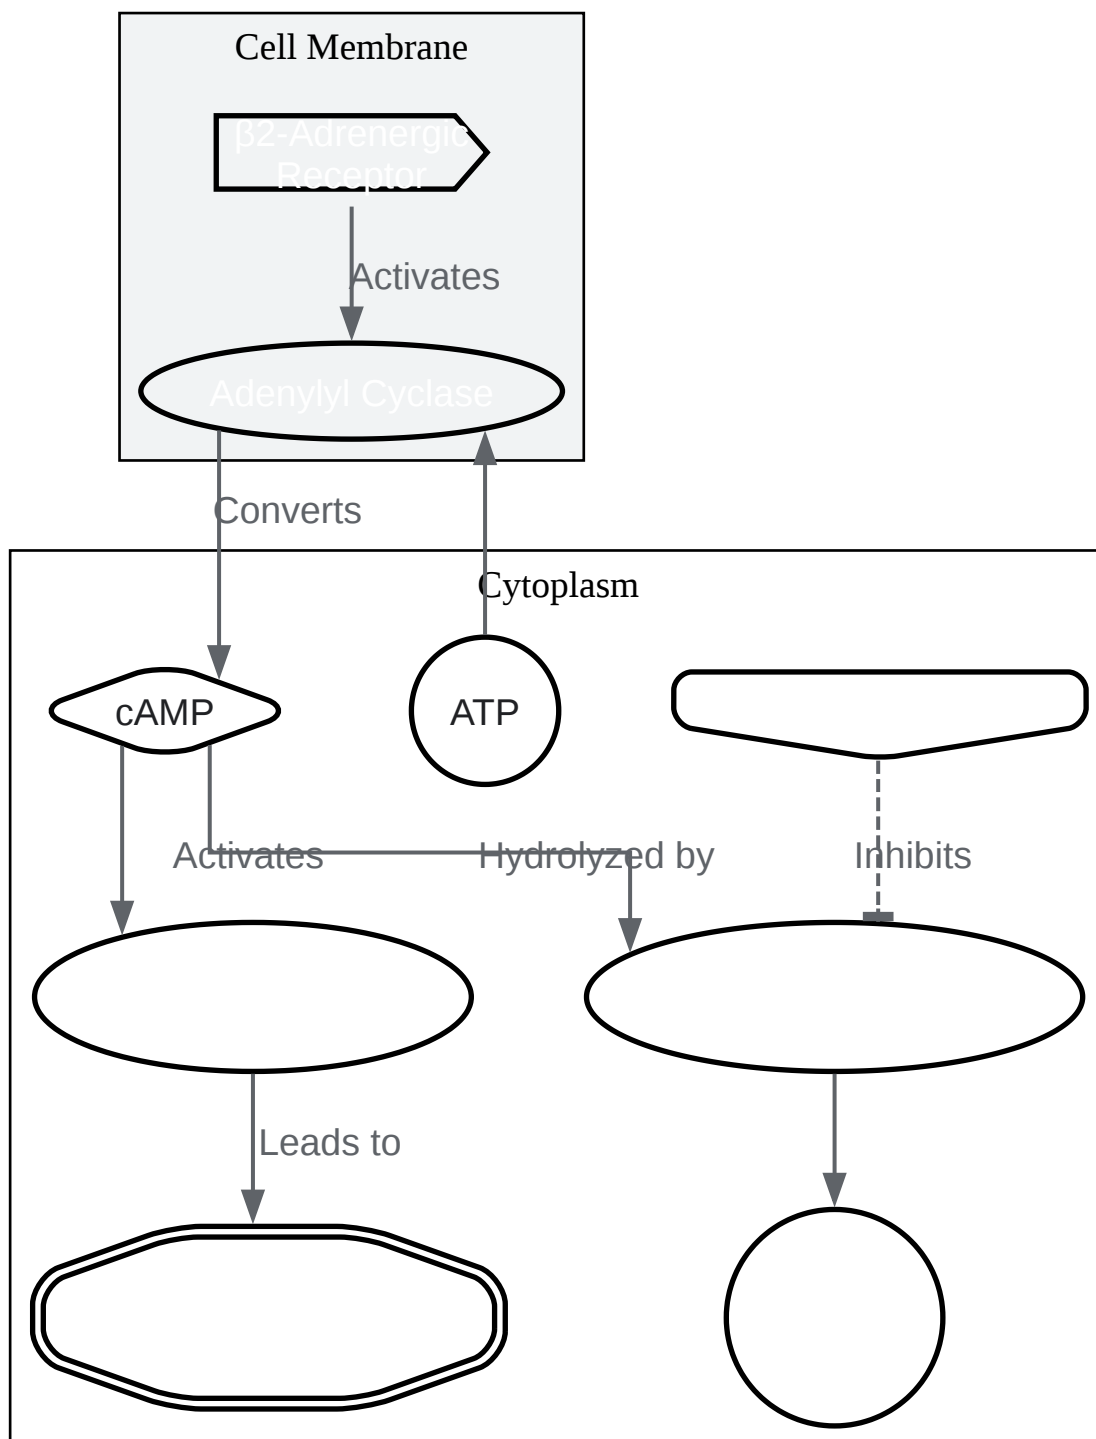 Cell Membrane
β2-Adrenergic
Receptor
Activates
Adenylyl Cyclase
Converts
Cytoplasm
cAMP
ATP
Activates
Hydrolyzed by
Inhibits
Leads to